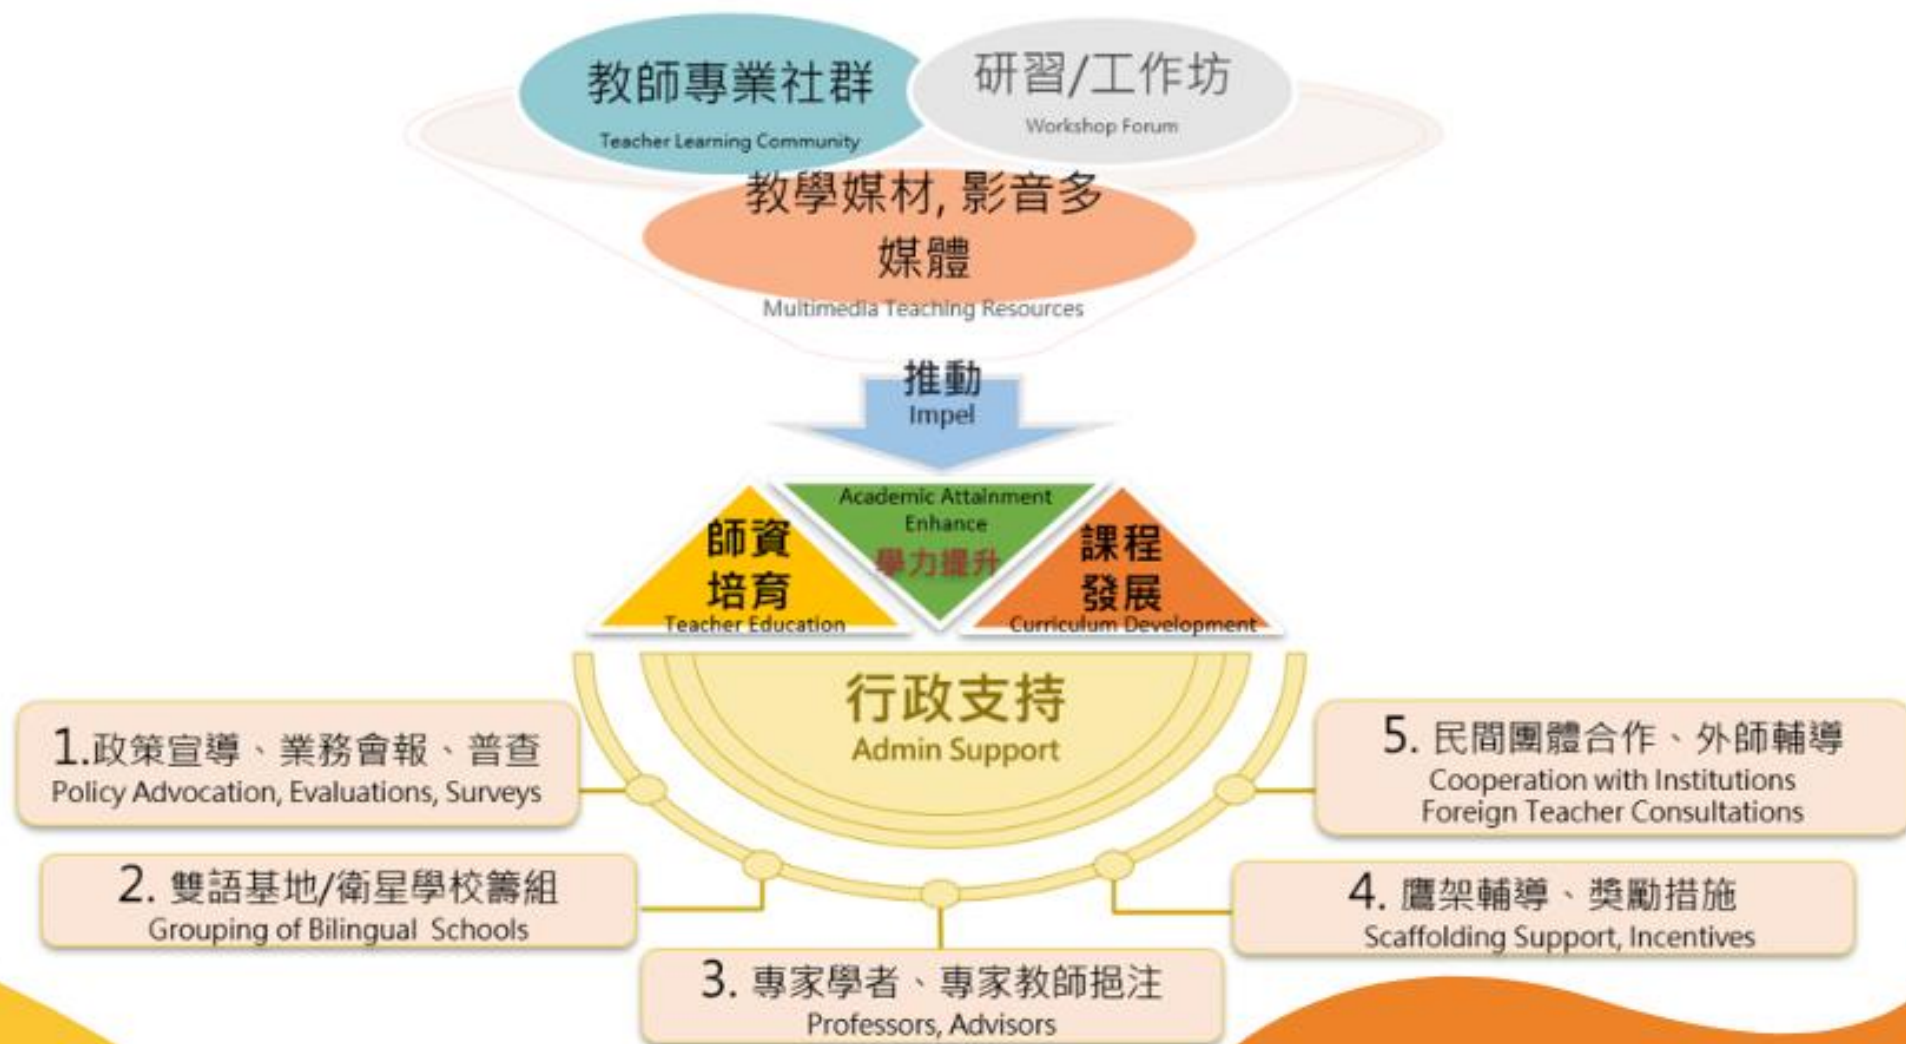 教師專業社群
Teacher Learning Community
研習/工作坊
Workshop Forum
教學媒材, 影音多
媒體
Multimedia Teaching Resources
推動
Impel
師資
培育
Teacher Education
Academic Attainment
Enhance
學力提升
課程
發展
Curriculum Development
行政支持
Admin Support
1.政策宣導、業務會報、普查
Policy Advocation, Evaluations, Surveys
2. 雙語基地/衛星學校籌組
Grouping of Bilingual Schools
3. 專家學者、專家教師挹注
Professors, Advisors
4. 鷹架輔導、獎勵措施
Scaffolding Support, Incentives
5. 民間團體合作、外師輔導
Cooperation with Institutions
Foreign Teacher Consultations